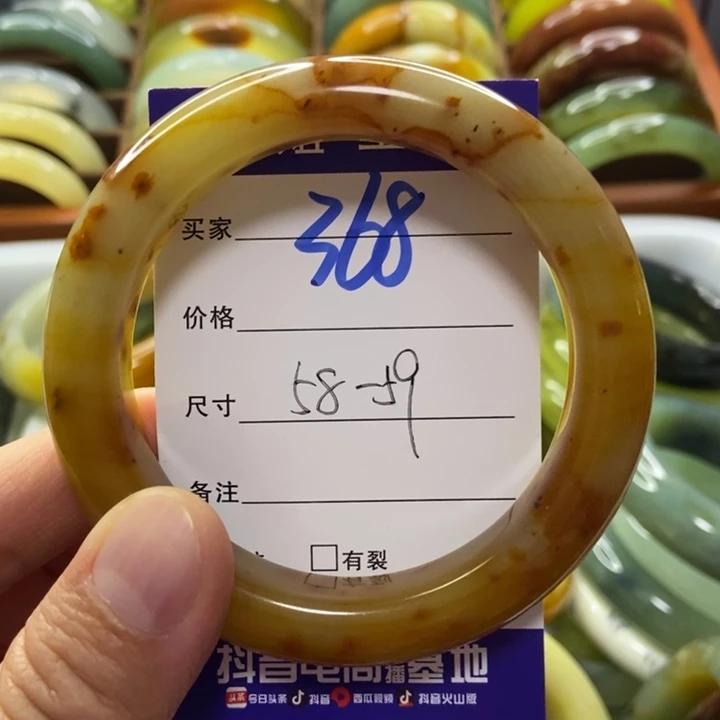 买家 368
价格
尺寸 58-59
备注
□有裂
抖音电商直播基地
今日头条 抖音 西瓜视频 抖音火山版